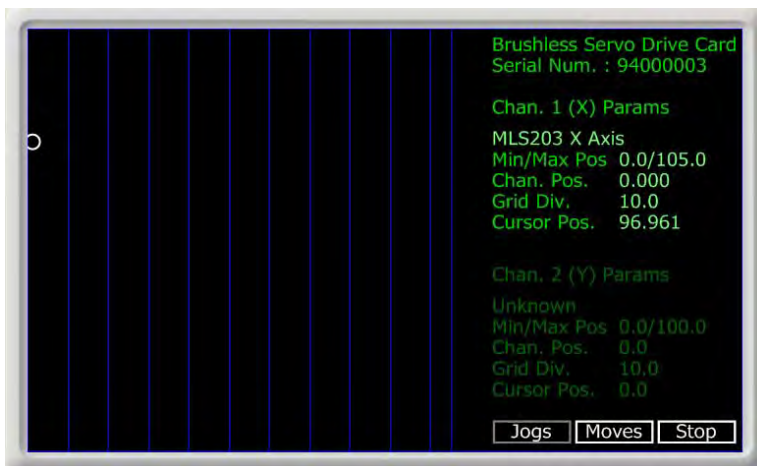 Brushless Servo Drive Card
Serial Num. : 94000003
Chan. 1 (X) Params
MLS203 X Axis
Min/Max Pos 0.0/105.0
Chan. Pos. 0.000
Grid Div. 10.0
Cursor Pos. 96.961
Chan. 2 (Y) Params
Unknown
Min/Max Pos 0.0/100.0
Chan. Pos. 0.0
Grid Div. 10.0
Cursor Pos. 0.0
Jogs Moves Stop